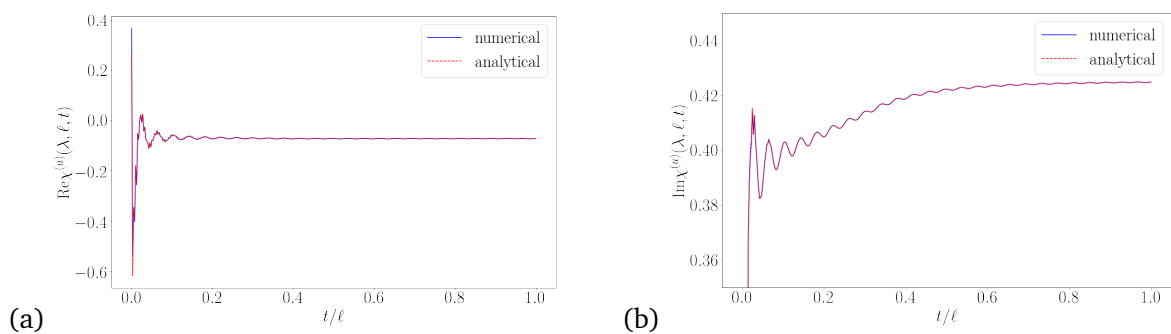 0.4
0.2
0.0
−0.2
−0.4
−0.6
Reχ^(u)(λ, ℓ, t)
numerical
analytical
0.0 0.2 0.4 0.6 0.8 1.0
t/ℓ
(a)
0.44
0.42
0.40
0.38
0.36
Imχ^(u)(λ, ℓ, t)
numerical
analytical
0.0 0.2 0.4 0.6 0.8 1.0
t/ℓ
(b)